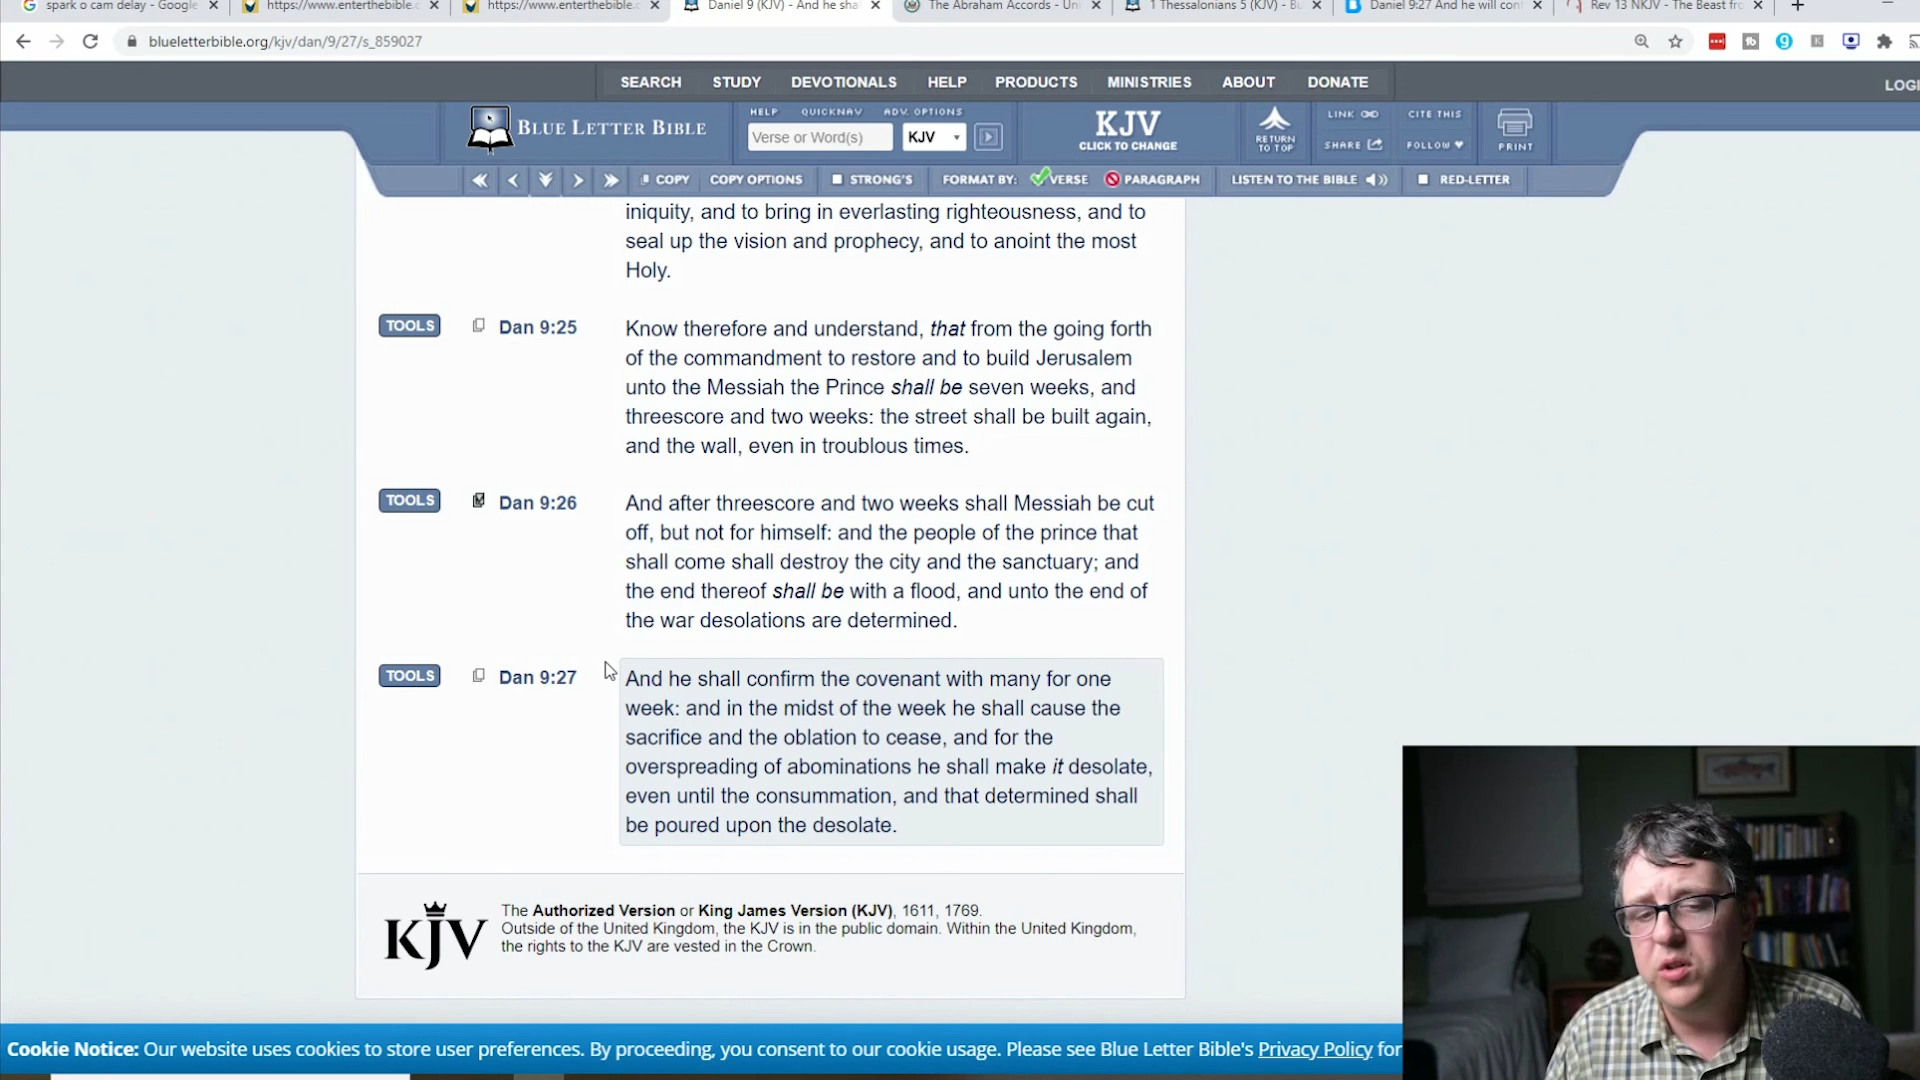 spark o cam delay - Google
https://www.enterthebible.
https://www.enterthebible.
Daniel 9 (KJV) - And he sha
The Abraham Accords - Uni
1 Thessalonians 5 (KJV) - Bu
Daniel 9:27 And he will con
Rev 13 NKJV - The Beast fro
blueletterbible.org/kjv/dan/9/27/s_859027
SEARCH STUDY DEVOTIONALS HELP PRODUCTS MINISTRIES ABOUT DONATE
LOGI
BLUE LETTER BIBLE
HELP QUICKNAV ADV. OPTIONS
Verse or Word(s)
KJV
KJV
CLICK TO CHANGE
RETURN
TO TOP
LINK
CITE THIS
SHARE
FOLLOW
PRINT
COPY COPY OPTIONS STRONG'S FORMAT BY: VERSE PARAGRAPH LISTEN TO THE BIBLE RED-LETTER
iniquity, and to bring in everlasting righteousness, and to
seal up the vision and prophecy, and to anoint the most
Holy.
TOOLS
Dan 9:25
Know therefore and understand, that from the going forth
of the commandment to restore and to build Jerusalem
unto the Messiah the Prince shall be seven weeks, and
threescore and two weeks: the street shall be built again,
and the wall, even in troublous times.
TOOLS
Dan 9:26
And after threescore and two weeks shall Messiah be cut
off, but not for himself: and the people of the prince that
shall come shall destroy the city and the sanctuary; and
the end thereof shall be with a flood, and unto the end of
the war desolations are determined.
TOOLS
Dan 9:27
And he shall confirm the covenant with many for one
week: and in the midst of the week he shall cause the
sacrifice and the oblation to cease, and for the
overspreading of abominations he shall make it desolate,
even until the consummation, and that determined shall
be poured upon the desolate.
KJV
The Authorized Version or King James Version (KJV), 1611, 1769.
Outside of the United Kingdom, the KJV is in the public domain. Within the United Kingdom,
the rights to the KJV are vested in the Crown.
Cookie Notice: Our website uses cookies to store user preferences. By proceeding, you consent to our cookie usage. Please see Blue Letter Bible's Privacy Policy for